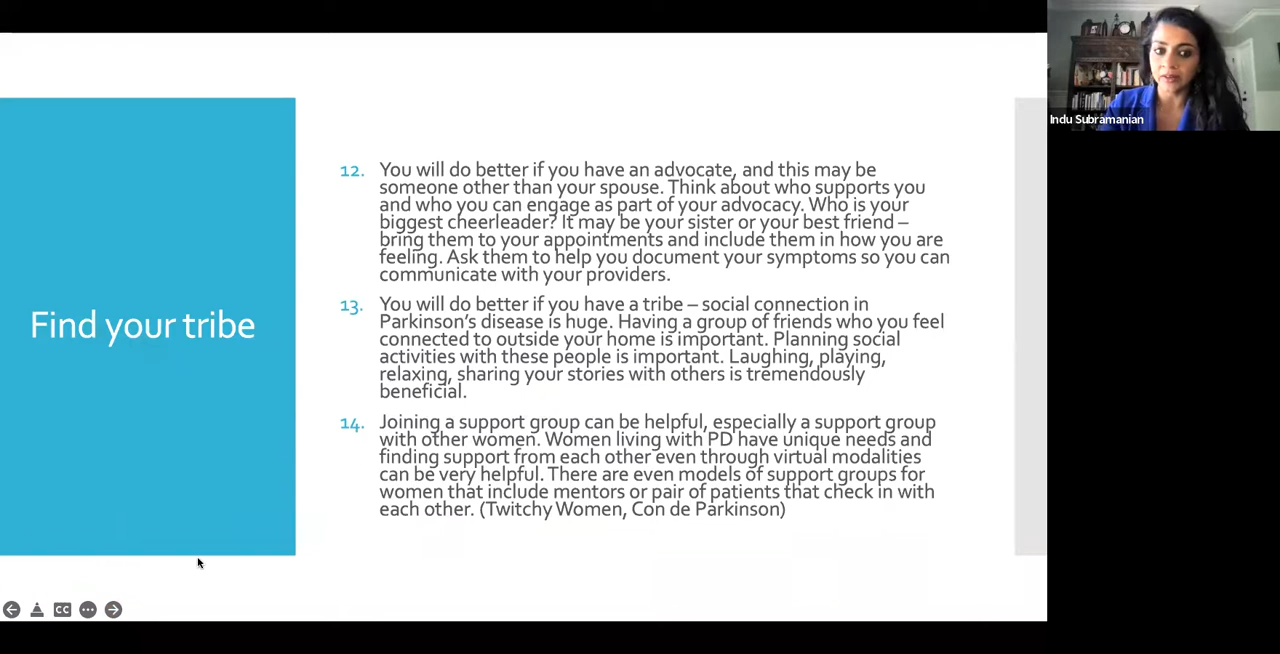 Indu Subramanian
Find your tribe
12. You will do better if you have an advocate, and this may be
someone other than your spouse. Think about who supports you
and who you can engage as part of your advocacy. Who is your
biggest cheerleader? It may be your sister or your best friend –
bring them to your appointments and include them in how you are
feeling. Ask them to help you document your symptoms so you can
communicate with your providers.
13. You will do better if you have a tribe – social connection in
Parkinson's disease is huge. Having a group of friends who you feel
connected to outside your home is important. Planning social
activities with these people is important. Laughing, playing,
relaxing, sharing your stories with others is tremendously
beneficial.
14. Joining a support group can be helpful, especially a support group
with other women. Women living with PD have unique needs and
finding support from each other even through virtual modalities
can be very helpful. There are even models of support groups for
women that include mentors or pair of patients that check in with
each other. (Twitchy Women, Con de Parkinson)
CC